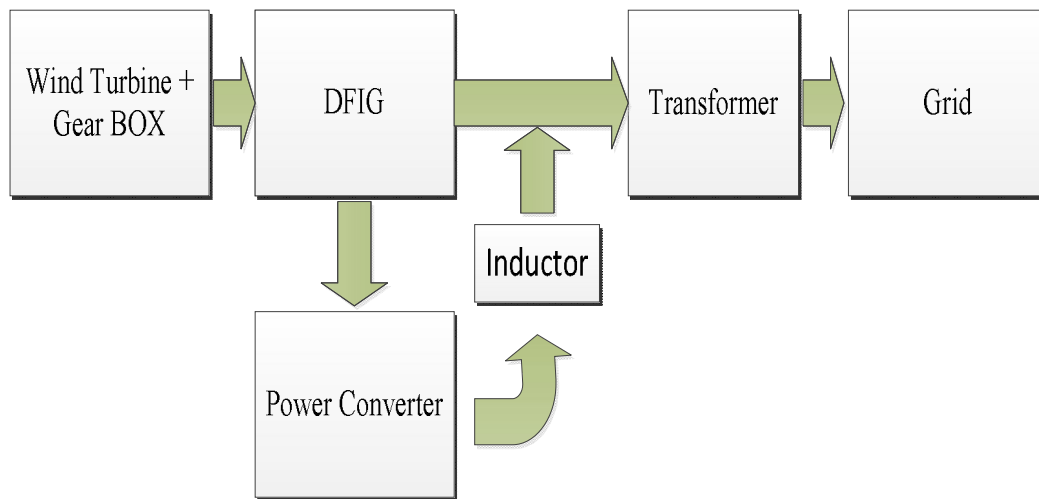 Wind Turbine +
Gear BOX
DFIG
Transformer
Grid
Inductor
Power Converter